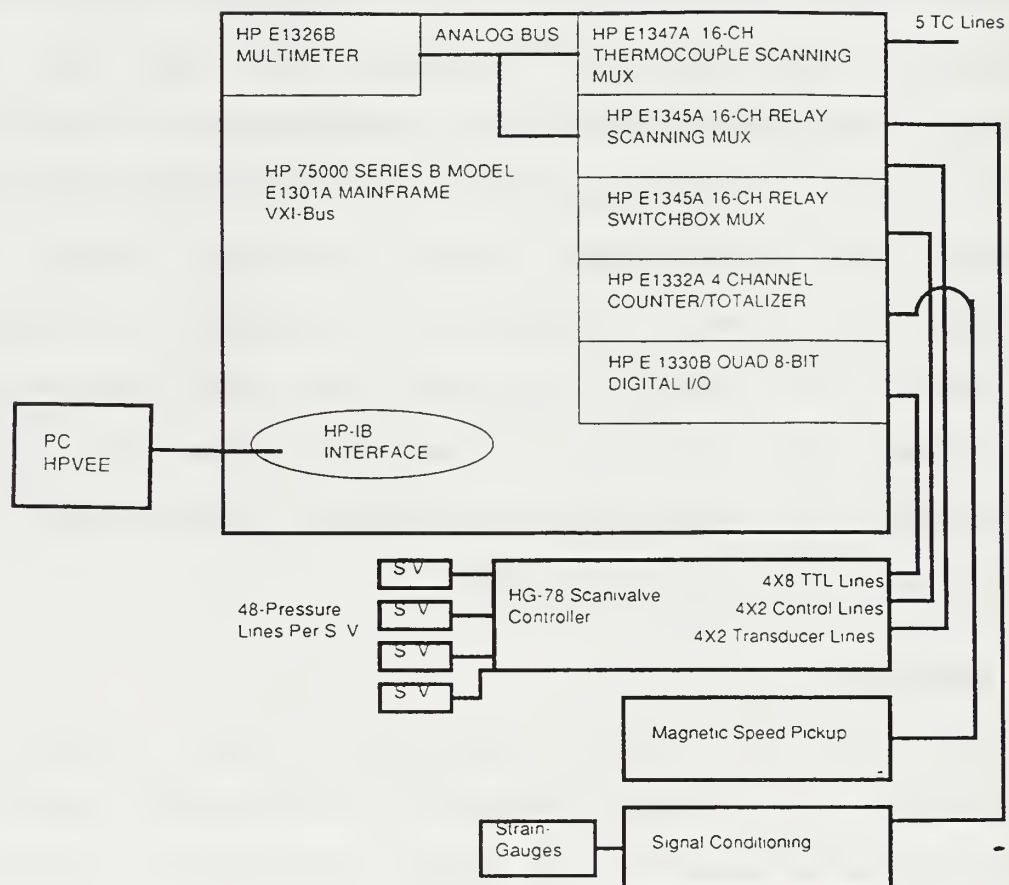 HP E1326B
MULTIMETER
ANALOG BUS
HP E1347A 16-CH
THERMOCOUPLE SCANNING
MUX
5 TC Lines
HP E1345A 16-CH RELAY
SCANNING MUX
HP 75000 SERIES B MODEL
E1301A MAINFRAME
VXI-Bus
HP E1345A 16-CH RELAY
SWITCHBOX MUX
HP E1332A 4 CHANNEL
COUNTER/TOTALIZER
HP E 1330B QUAD 8-BIT
DIGITAL I/O
PC
HPVEE
HP-IB
INTERFACE
S V
S V
S V
S V
48-Pressure
Lines Per S V
HG-78 Scanivalve
Controller
4X8 TTL Lines
4X2 Control Lines
4X2 Transducer Lines
Magnetic Speed Pickup
Strain-
Gauges
Signal Conditioning